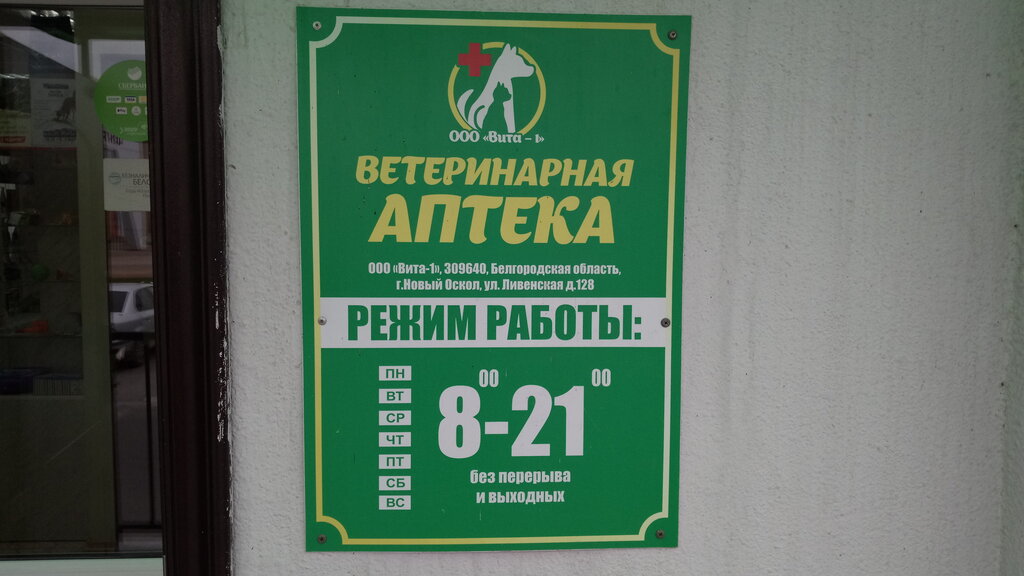 ООО «Вита – 1»
ВЕТЕРИНАРНАЯ
АПТЕКА
ООО «Вита-1», 309640, Белгородская область,
г.Новый Оскол, ул. Ливенская д.128
РЕЖИМ РАБОТЫ:
ПН
ВТ
СР
ЧТ
ПТ
СБ
ВС
8 00 - 21 00
без перерыва
и выходных